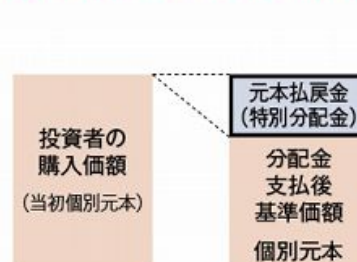 投資者の
購入価額
(当初個別元本)
元本払戻金
(特別分配金)
分配金
支払後
基準価額
個別元本